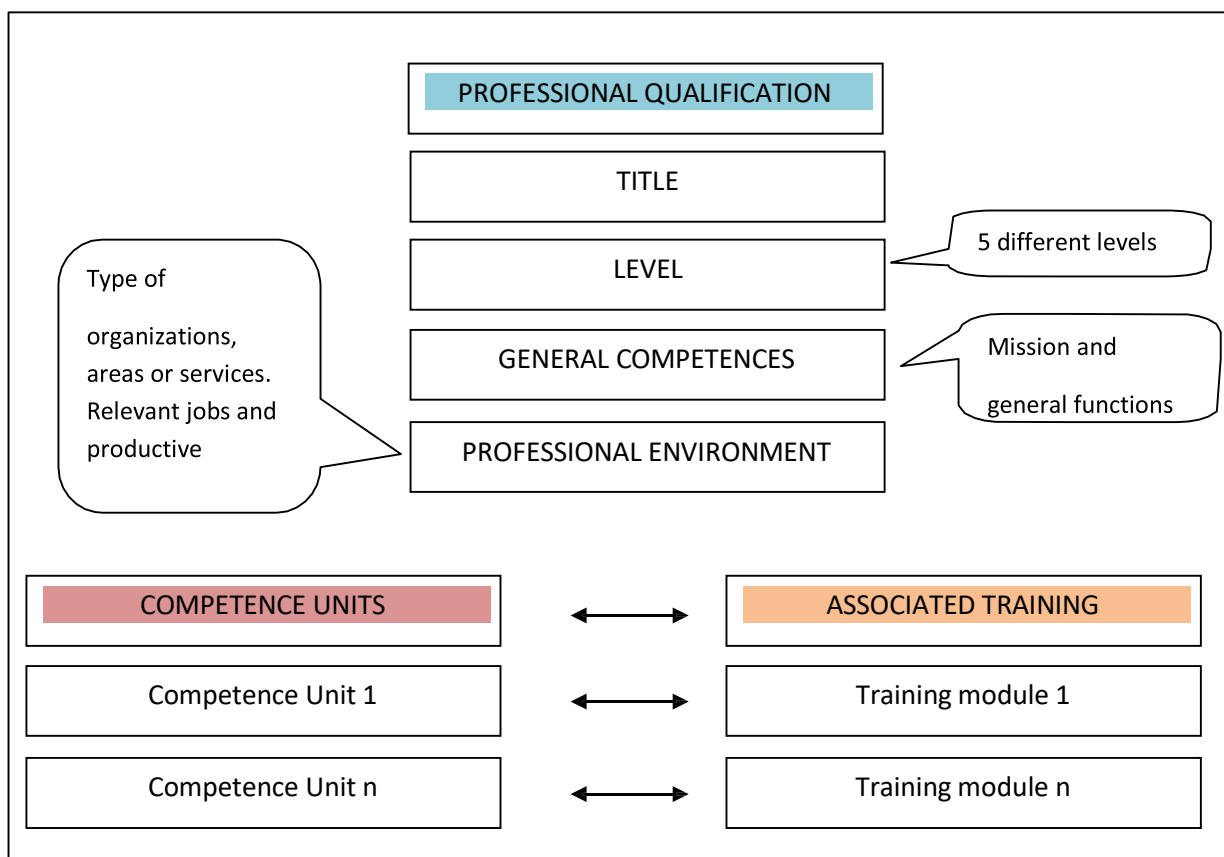 PROFESSIONAL QUALIFICATION
TITLE
LEVEL
5 different levels
GENERAL COMPETENCES
Mission and
general functions
PROFESSIONAL ENVIRONMENT
Type of
organizations,
areas or services.
Relevant jobs and
productive
COMPETENCE UNITS
ASSOCIATED TRAINING
Competence Unit 1
Training module 1
Competence Unit n
Training module n